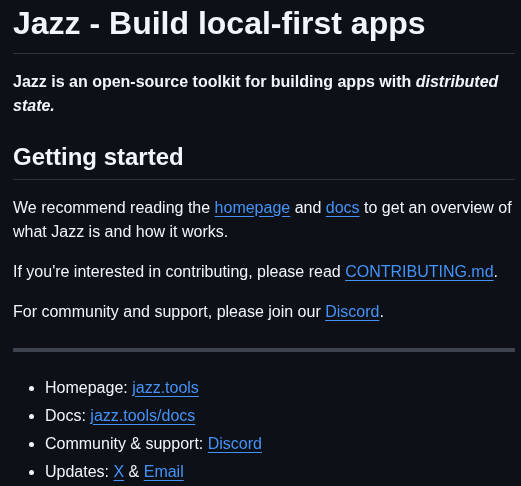 Jazz - Build local-first apps
Jazz is an open-source toolkit for building apps with distributed
state.
Getting started
We recommend reading the homepage and docs to get an overview of
what Jazz is and how it works.
If you're interested in contributing, please read CONTRIBUTING.md.
For community and support, please join our Discord.
• Homepage: jazz.tools
• Docs: jazz.tools/docs
• Community & support: Discord
• Updates: X & Email